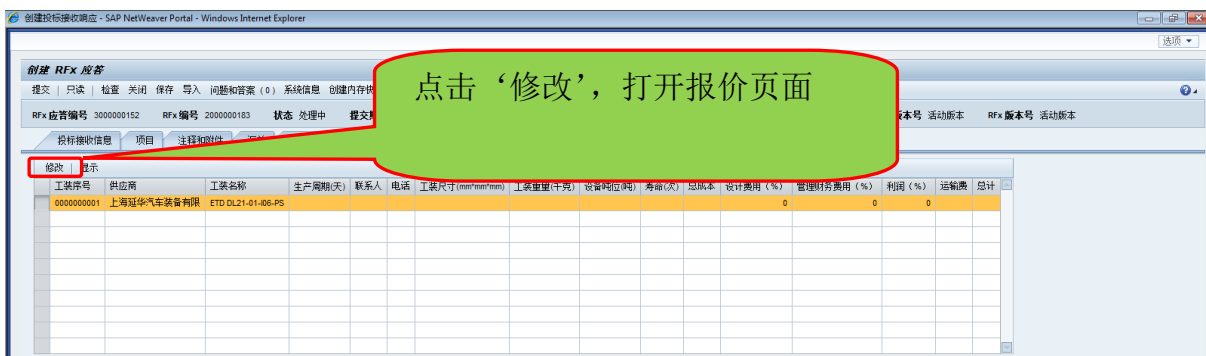 创建投标接收响应 - SAP NetWeaver Portal - Windows Internet Explorer
选项
创建 RFx 应答
点击‘修改’，打开报价页面
提交 | 只读 | 检查 关闭 保存 导入 问题和答案 ( 0 ) 系统信息 创建内存快
RFx 应答编号 3000000152 RFx 编号 2000000183 状态 处理中 提交期 版本号 活动版本 RFx 版本号 活动版本
投标接收信息 项目 注释和附件
修改 | 显示
工装序号 供应商 工装名称 生产周期(天) 联系人 电话 工装尺寸(mm*mm*mm) 工装重量(千克) 设备吨位(吨) 寿命(次) 总成本 设计费用 (%) 管理财务费用 (%) 利润 (%) 运输费 总计
0000000001 上海延华汽车装备有限 ETD DL21-01-I06-PS 0 0 0